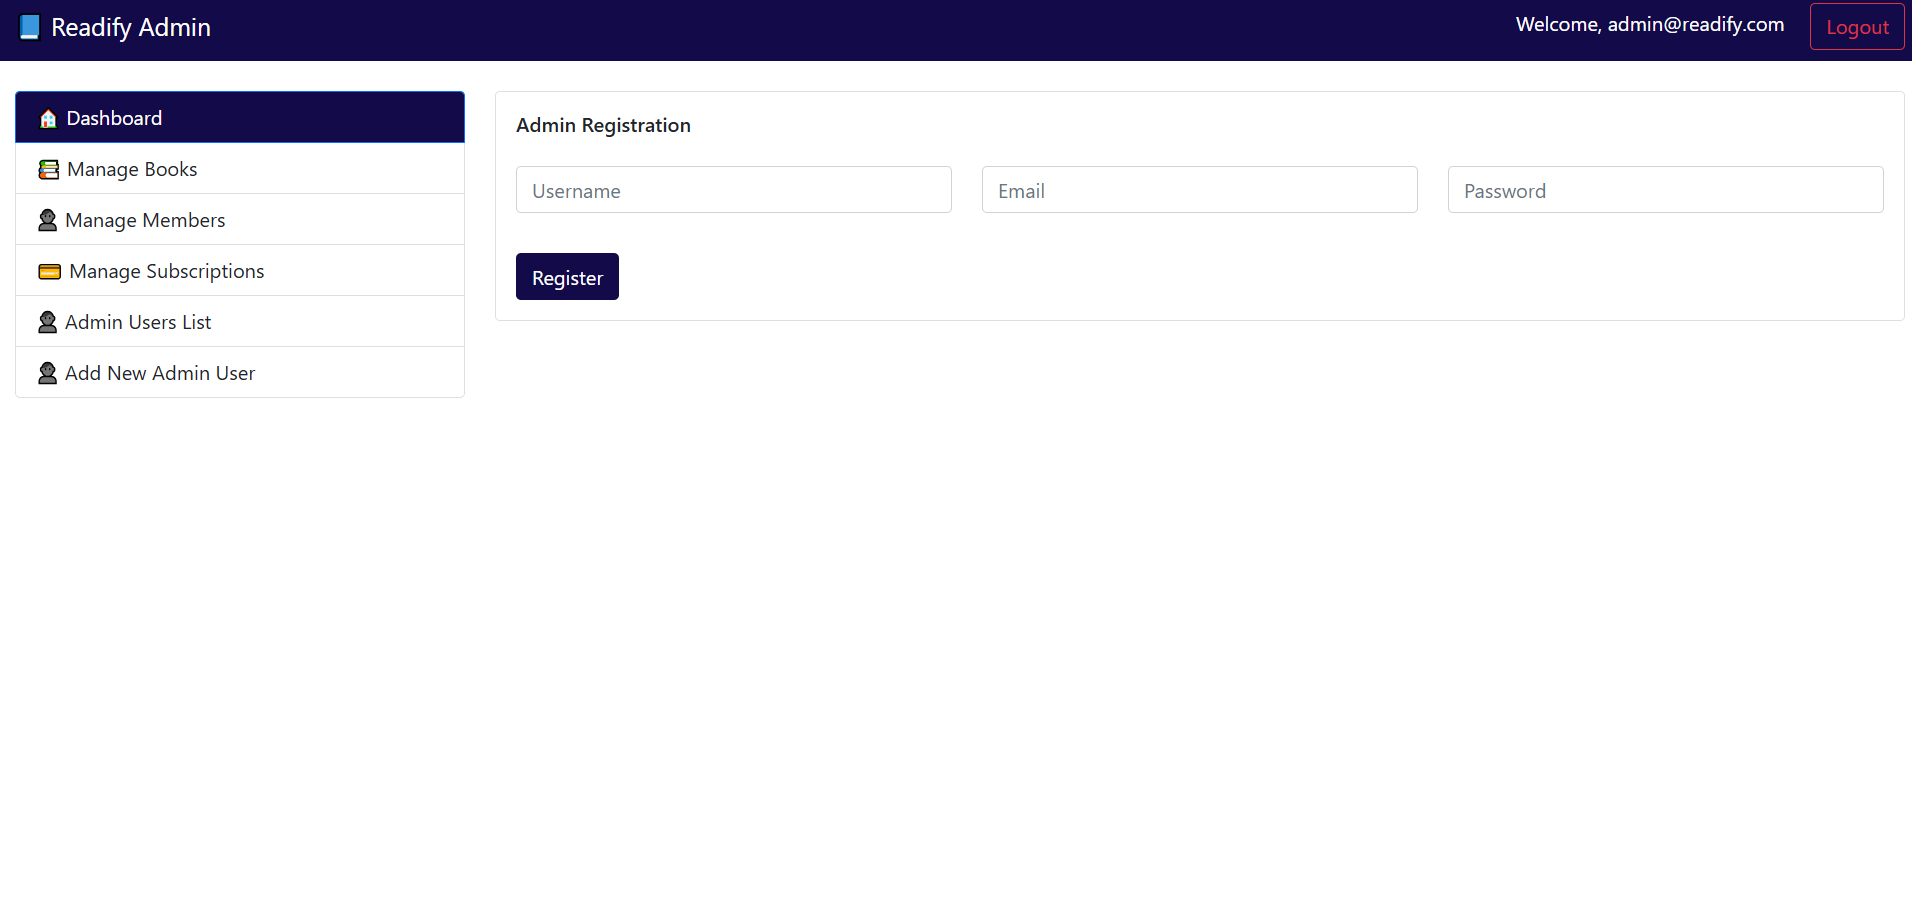 Readify Admin
Welcome, admin@readify.com
Logout
Dashboard
Manage Books
Manage Members
Manage Subscriptions
Admin Users List
Add New Admin User
Admin Registration
Username
Email
Password
Register